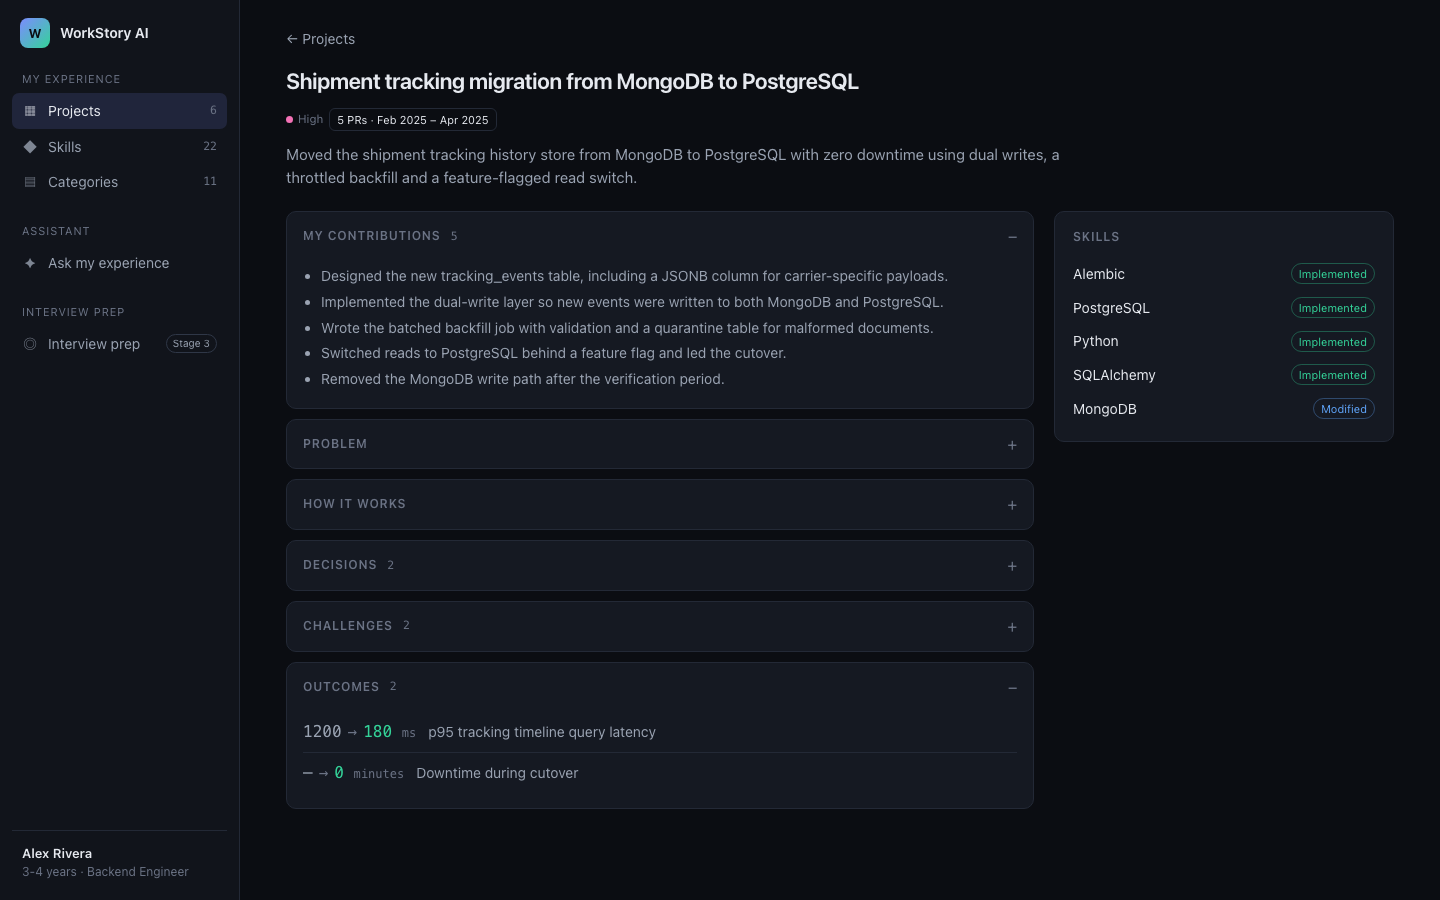 W WorkStory AI
MY EXPERIENCE
Projects 6
Skills 22
Categories 11
ASSISTANT
Ask my experience
INTERVIEW PREP
Interview prep Stage 3
Alex Rivera
3-4 years · Backend Engineer
← Projects
Shipment tracking migration from MongoDB to PostgreSQL
High 5 PRs · Feb 2025 – Apr 2025
Moved the shipment tracking history store from MongoDB to PostgreSQL with zero downtime using dual writes, a
throttled backfill and a feature-flagged read switch.
MY CONTRIBUTIONS 5 −
• Designed the new tracking_events table, including a JSONB column for carrier-specific payloads.
• Implemented the dual-write layer so new events were written to both MongoDB and PostgreSQL.
• Wrote the batched backfill job with validation and a quarantine table for malformed documents.
• Switched reads to PostgreSQL behind a feature flag and led the cutover.
• Removed the MongoDB write path after the verification period.
PROBLEM +
HOW IT WORKS +
DECISIONS 2 +
CHALLENGES 2 +
OUTCOMES 2 −
1200 → 180 ms p95 tracking timeline query latency
— → 0 minutes Downtime during cutover
SKILLS
Alembic Implemented
PostgreSQL Implemented
Python Implemented
SQLAlchemy Implemented
MongoDB Modified